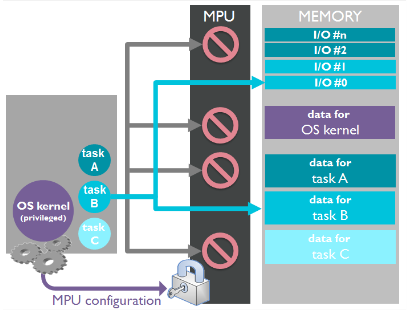 MPU
MEMORY
I/O #n
I/O #2
I/O #1
I/O #0
data for
OS kernel
data for
task A
data for
task B
data for
task C
task
A
task
B
task
C
OS kernel
(privileged)
MPU configuration